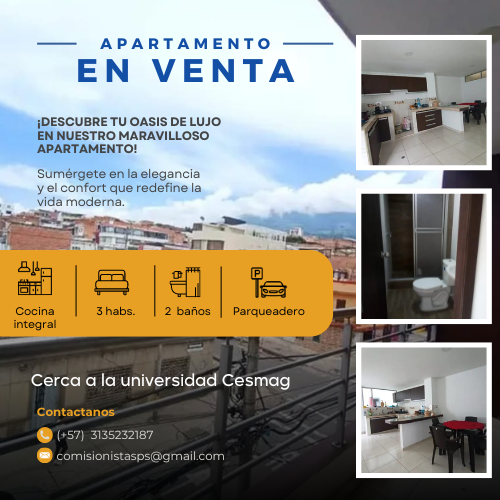 APARTAMENTO
EN VENTA
¡DESCUBRE TU OASIS DE LUJO
EN NUESTRO MARAVILLOSO
APARTAMENTO!
Sumérgete en la elegancia
y el confort que redefine la
vida moderna.
Cocina
integral
3 habs.
2 baños
P
Parqueadero
Cerca a la universidad Cesmag
Contactanos
(+57) 3135232187
comisionistasps@gmail.com